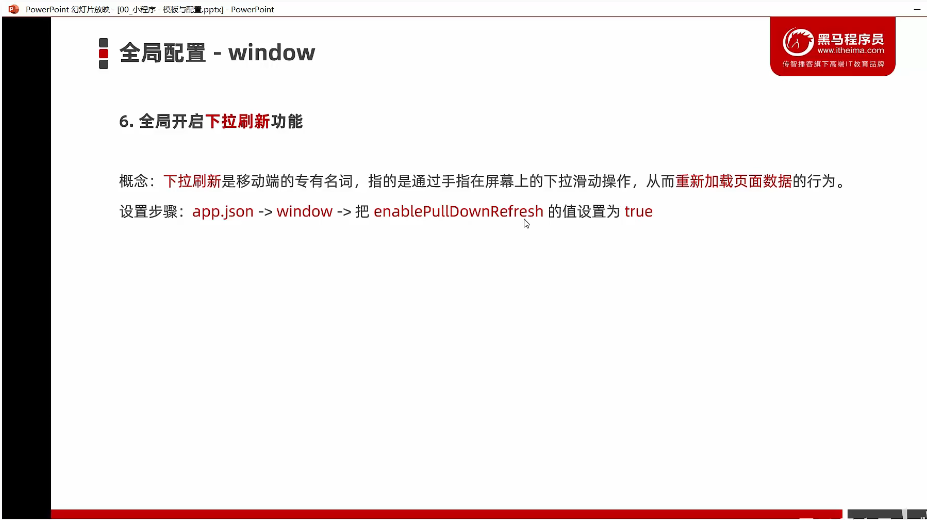 PowerPoint 幻灯片放映 - [00_小程序 - 模板与配置.pptx] - PowerPoint
全局配置 - window
黑马程序员
www.itheima.com
传智播客旗下高端IT教育品牌
6. 全局开启下拉刷新功能
概念：下拉刷新是移动端的专有名词，指的是通过手指在屏幕上的下拉滑动操作，从而重新加载页面数据的行为。
设置步骤：app.json -> window -> 把 enablePullDownRefresh 的值设置为 true